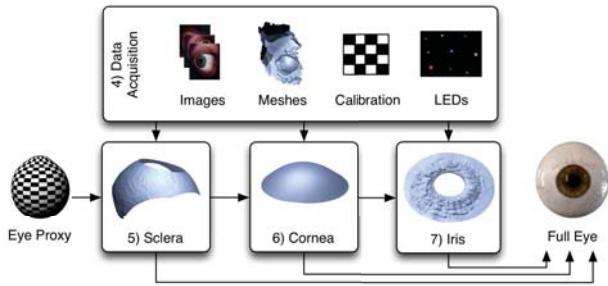 4) Data
Acquisition
Images
Meshes
Calibration
LEDs
Eye Proxy
5) Sclera
6) Cornea
7) Iris
Full Eye